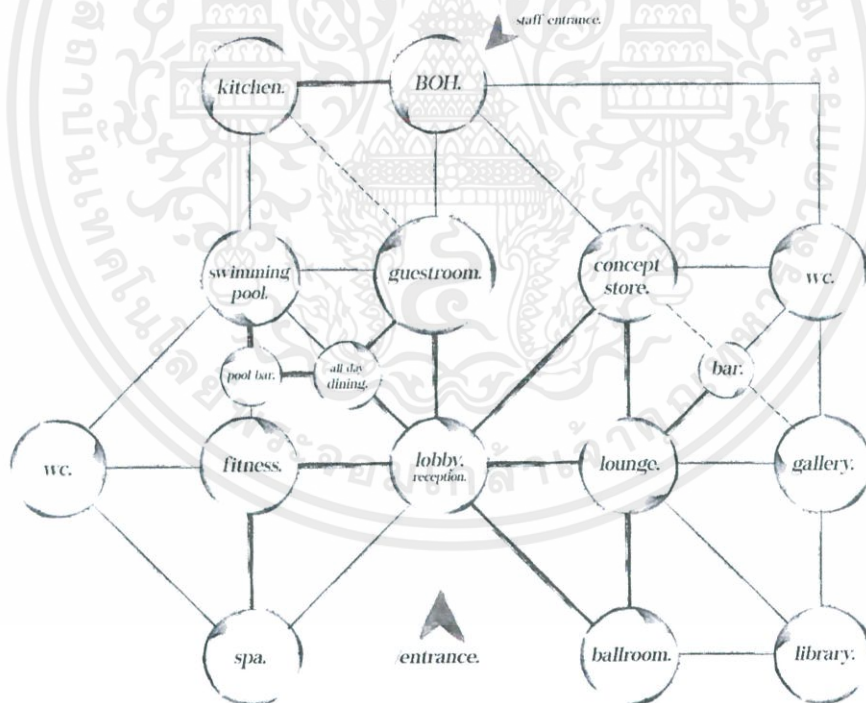 staff entrance.
kitchen.
BOH.
swimming
pool.
guestroom.
concept
store.
wc.
pool bar.
all day
dining.
bar.
wc.
fitness.
lobby.
reception.
lounge.
gallery.
spa.
entrance.
ballroom.
library.